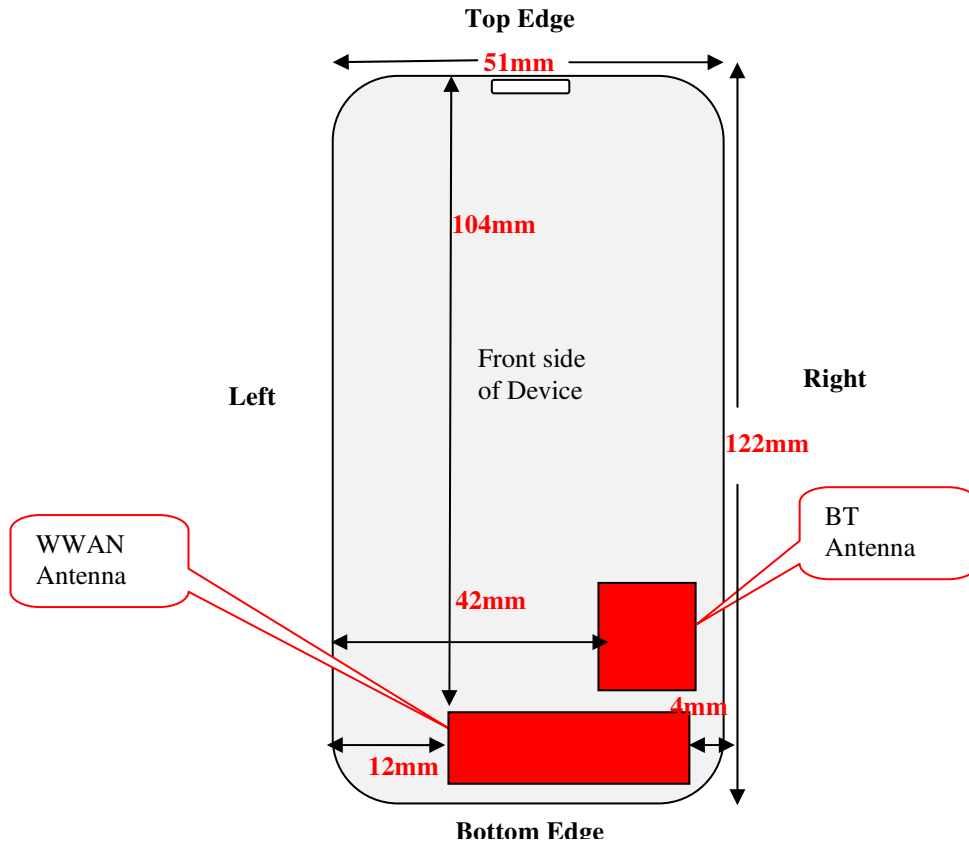 Top Edge
51mm
104mm
Front side
of Device
Left
Right
122mm
WWAN
Antenna
BT
Antenna
42mm
4mm
12mm
Bottom Edge